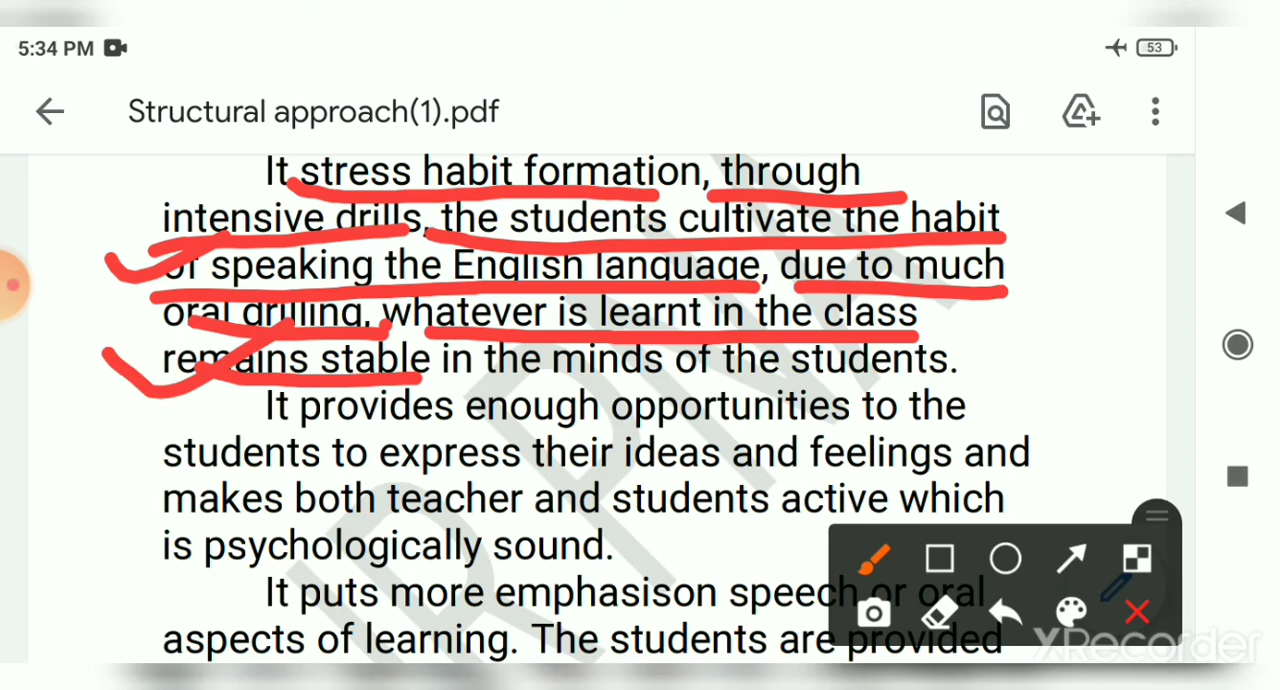 5:34 PM
53
Structural approach(1).pdf
It stress habit formation, through
intensive drills, the students cultivate the habit
of speaking the English language, due to much
oral drilling, whatever is learnt in the class
remains stable in the minds of the students.
It provides enough opportunities to the
students to express their ideas and feelings and
makes both teacher and students active which
is psychologically sound.
It puts more emphasison speech or oral
aspects of learning. The students are provided
XRecorder